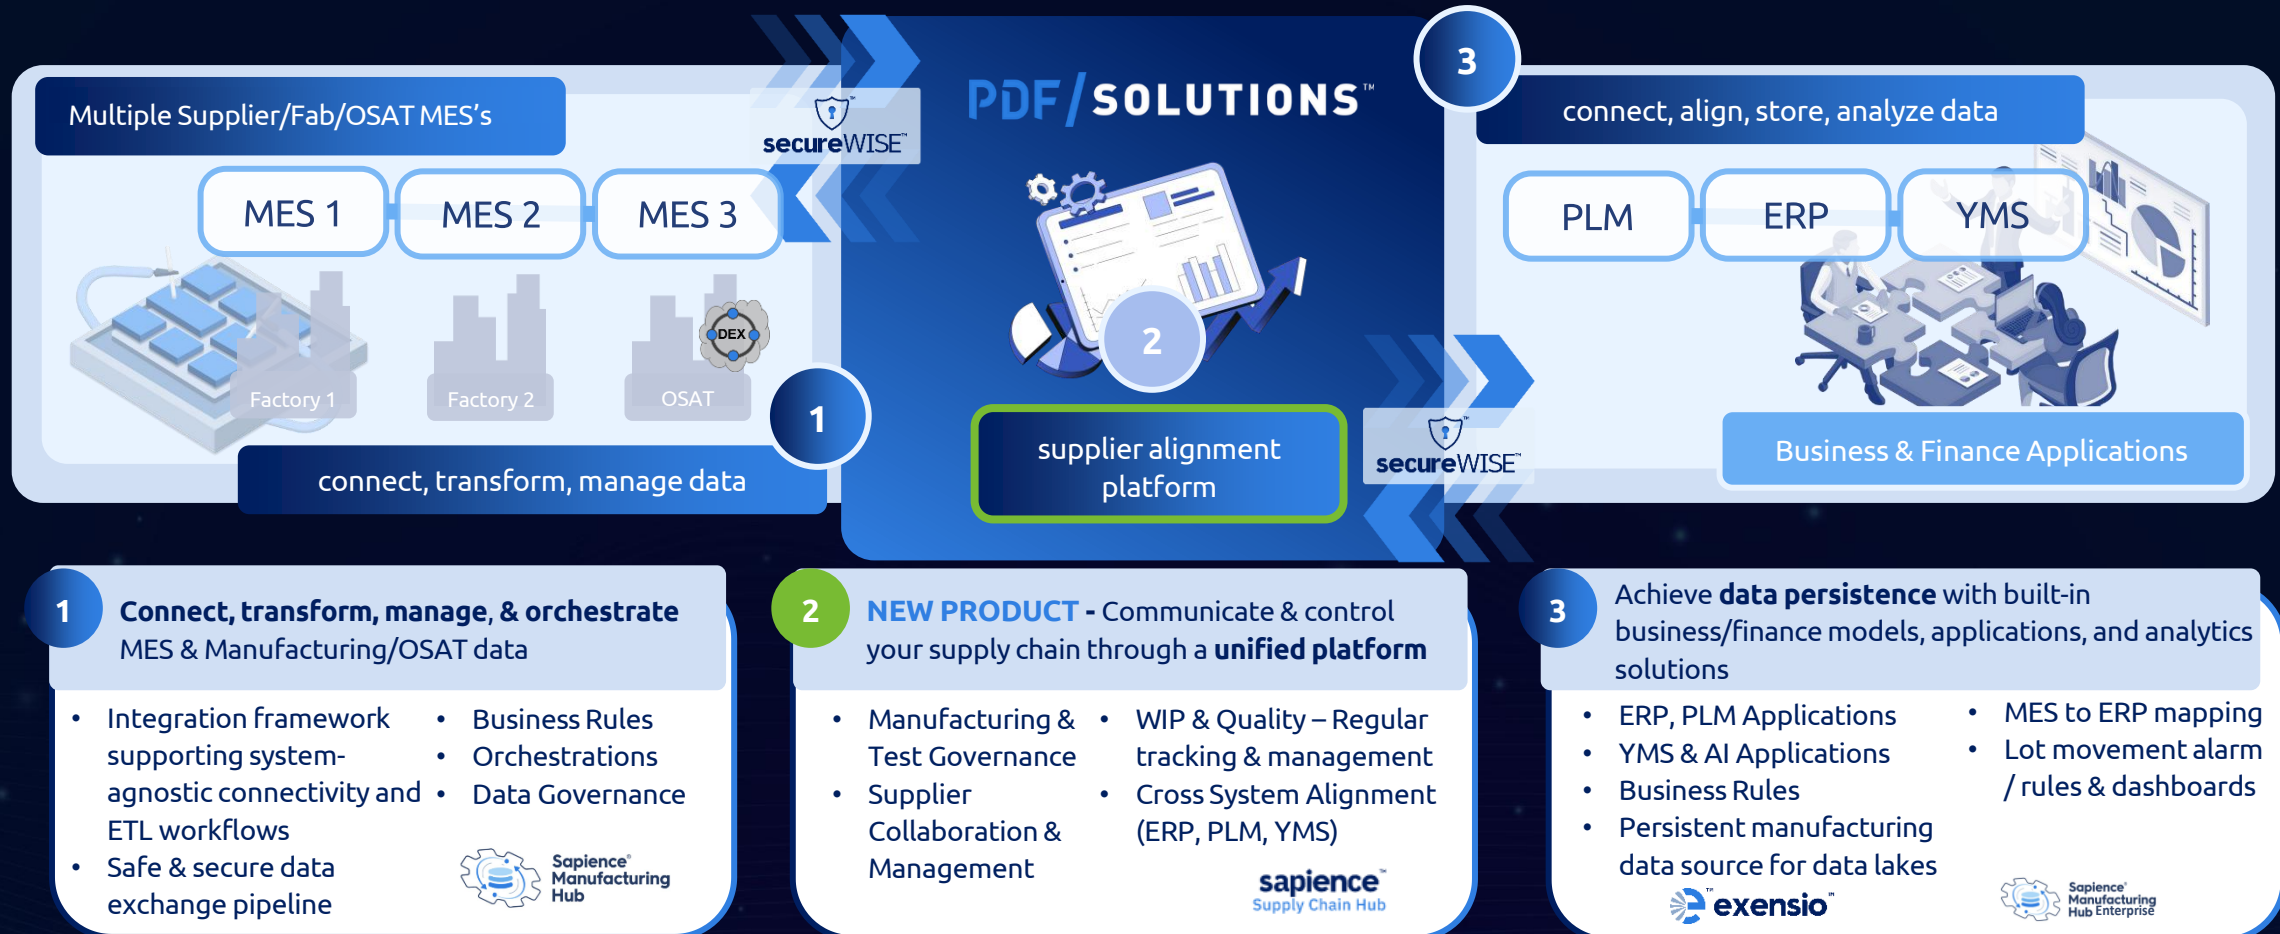 Multiple Supplier/Fab/OSAT MES's
MES 1
MES 2
MES 3
Factory 1
Factory 2
OSAT
DEX
1
connect, transform, manage data
secureWISE™
PDF/SOLUTIONS™
2
supplier alignment
platform
secureWISE™
3
connect, align, store, analyze data
PLM
ERP
YMS
Business & Finance Applications
1
Connect, transform, manage, & orchestrate
MES & Manufacturing/OSAT data
• Integration framework
supporting system-
agnostic connectivity and
ETL workflows
• Safe & secure data
exchange pipeline
• Business Rules
• Orchestrations
• Data Governance
Sapience®
Manufacturing
Hub
2
NEW PRODUCT - Communicate & control
your supply chain through a unified platform
• Manufacturing &
Test Governance
• Supplier
Collaboration &
Management
• WIP & Quality – Regular
tracking & management
• Cross System Alignment
(ERP, PLM, YMS)
sapience™
Supply Chain Hub
3
Achieve data persistence with built-in
business/finance models, applications, and analytics
solutions
• ERP, PLM Applications
• YMS & AI Applications
• Business Rules
• Persistent manufacturing
data source for data lakes
• MES to ERP mapping
• Lot movement alarm
/ rules & dashboards
™exensio™
Sapience®
Manufacturing
Hub Enterprise